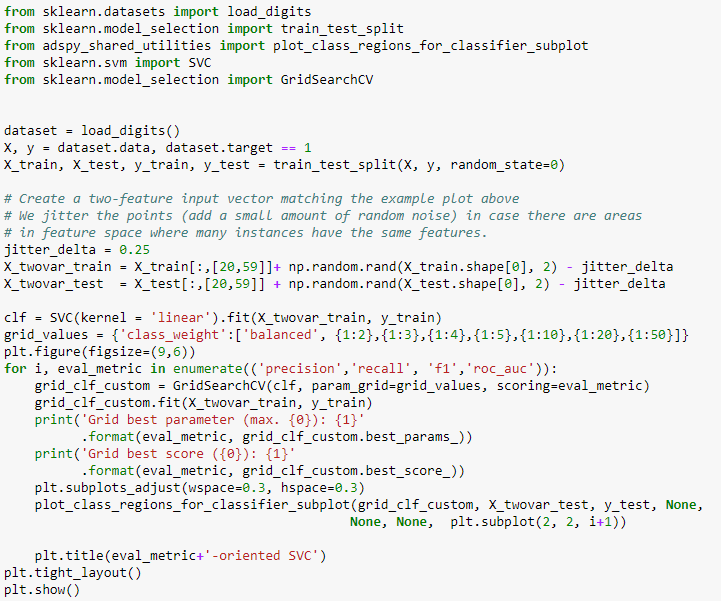 from sklearn.datasets import load_digits
from sklearn.model_selection import train_test_split
from adspy_shared_utilities import plot_class_regions_for_classifier_subplot
from sklearn.svm import SVC
from sklearn.model_selection import GridSearchCV


dataset = load_digits()
X, y = dataset.data, dataset.target == 1
X_train, X_test, y_train, y_test = train_test_split(X, y, random_state=0)

# Create a two-feature input vector matching the example plot above
# We jitter the points (add a small amount of random noise) in case there are areas
# in feature space where many instances have the same features.
jitter_delta = 0.25
X_twovar_train = X_train[:,[20,59]]+ np.random.rand(X_train.shape[0], 2) - jitter_delta
X_twovar_test  = X_test[:,[20,59]] + np.random.rand(X_test.shape[0], 2) - jitter_delta

clf = SVC(kernel = 'linear').fit(X_twovar_train, y_train)
grid_values = {'class_weight':['balanced', {1:2},{1:3},{1:4},{1:5},{1:10},{1:20},{1:50}]}
plt.figure(figsize=(9,6))
for i, eval_metric in enumerate(('precision','recall', 'f1','roc_auc')):
    grid_clf_custom = GridSearchCV(clf, param_grid=grid_values, scoring=eval_metric)
    grid_clf_custom.fit(X_twovar_train, y_train)
    print('Grid best parameter (max. {0}): {1}'
          .format(eval_metric, grid_clf_custom.best_params_))
    print('Grid best score ({0}): {1}'
          .format(eval_metric, grid_clf_custom.best_score_))
    plt.subplots_adjust(wspace=0.3, hspace=0.3)
    plot_class_regions_for_classifier_subplot(grid_clf_custom, X_twovar_test, y_test, None,
                                             None, None,  plt.subplot(2, 2, i+1))

    plt.title(eval_metric+'-oriented SVC')
plt.tight_layout()
plt.show()